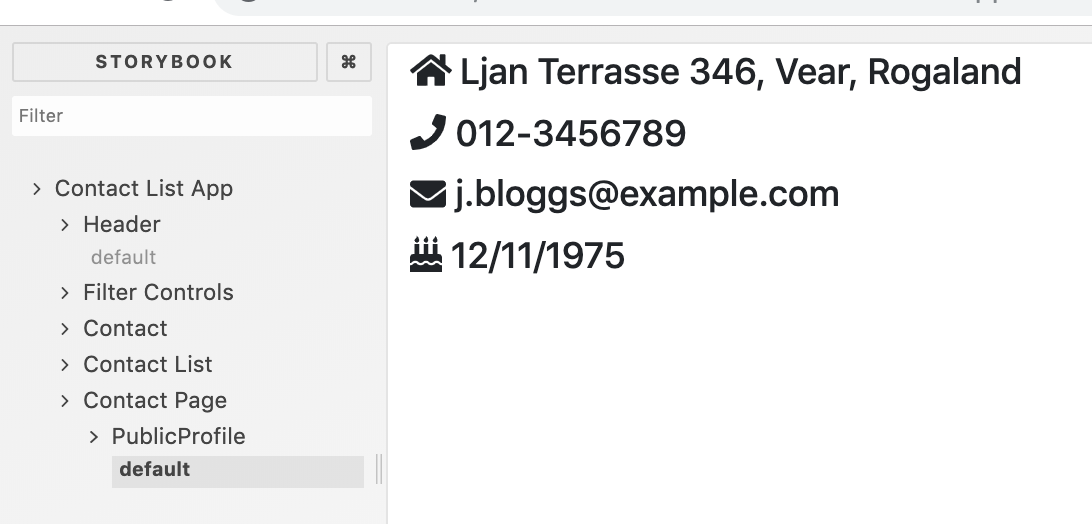 STORYBOOK ⌘
Filter
Contact List App
Header
default
Filter Controls
Contact
Contact List
Contact Page
PublicProfile
default
Ljan Terrasse 346, Vear, Rogaland
012-3456789
j.bloggs@example.com
12/11/1975